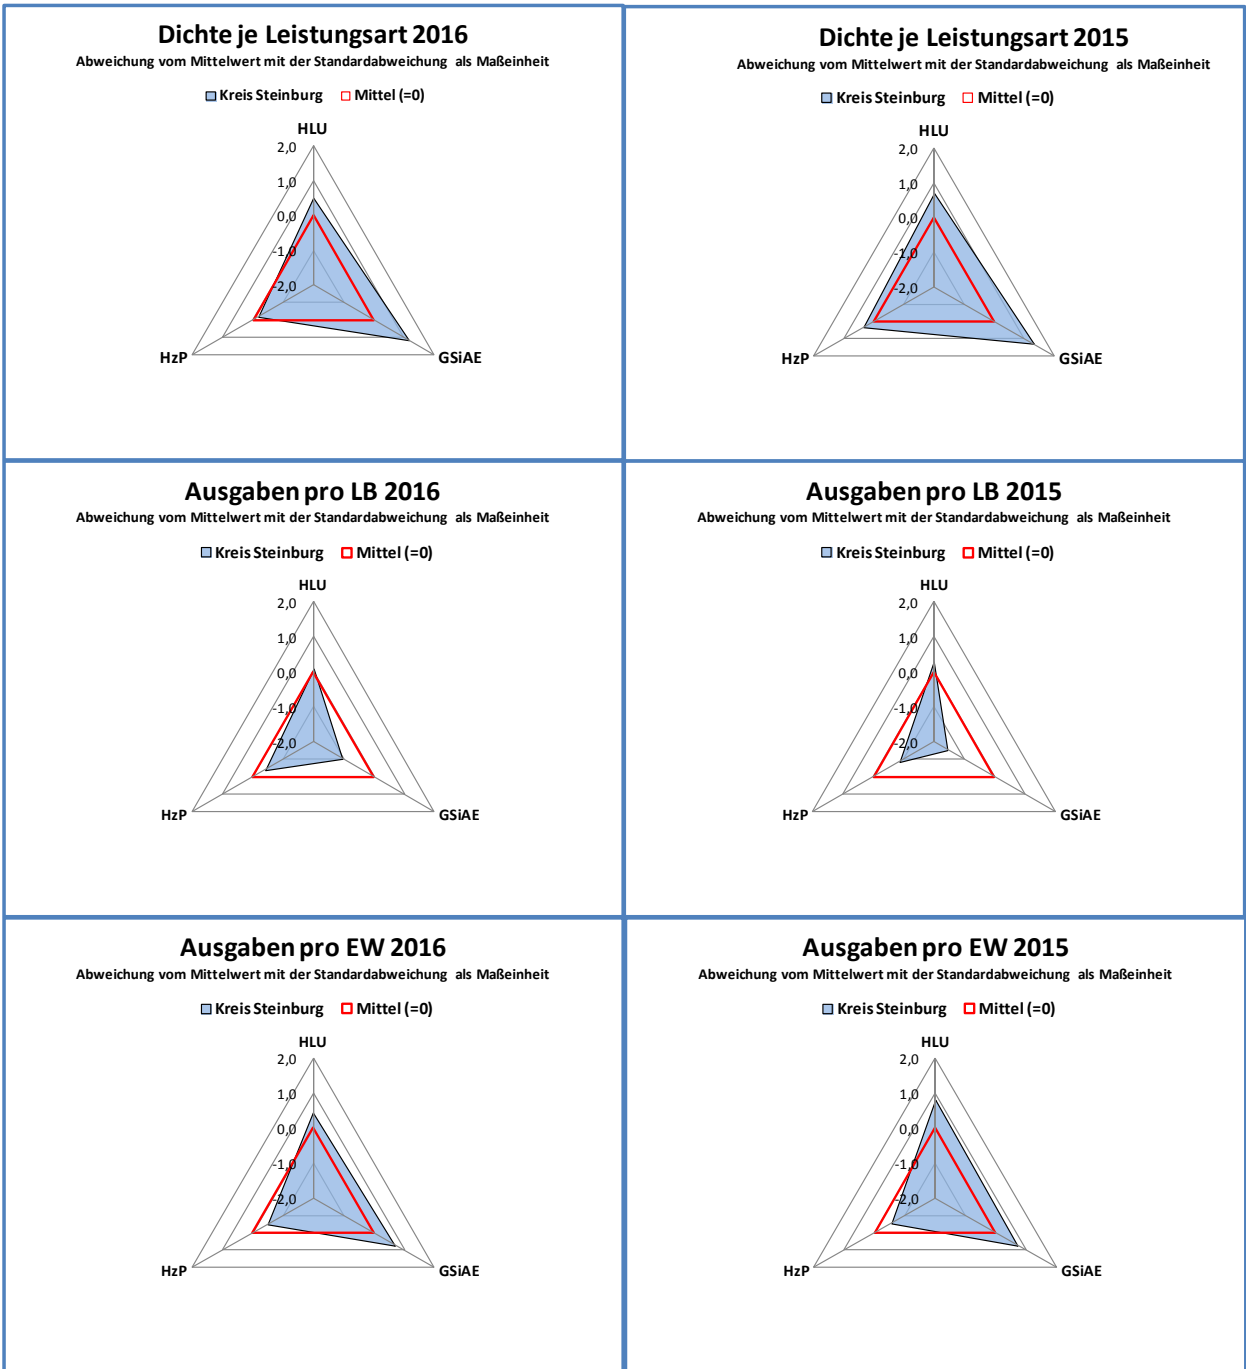 Dichte je Leistungsart 2016
Abweichung vom Mittelwert mit der Standardabweichung als Maßeinheit
Kreis Steinburg Mittel (=0)
HLU
2,0
1,0
0,0
-1,0
-2,0
HzP
GSiAE
Dichte je Leistungsart 2015
Abweichung vom Mittelwert mit der Standardabweichung als Maßeinheit
Kreis Steinburg Mittel (=0)
HLU
2,0
1,0
0,0
-1,0
-2,0
HzP
GSiAE
Ausgaben pro LB 2016
Abweichung vom Mittelwert mit der Standardabweichung als Maßeinheit
Kreis Steinburg Mittel (=0)
HLU
2,0
1,0
0,0
-1,0
-2,0
HzP
GSiAE
Ausgaben pro LB 2015
Abweichung vom Mittelwert mit der Standardabweichung als Maßeinheit
Kreis Steinburg Mittel (=0)
HLU
2,0
1,0
0,0
-1,0
-2,0
HzP
GSiAE
Ausgaben pro EW 2016
Abweichung vom Mittelwert mit der Standardabweichung als Maßeinheit
Kreis Steinburg Mittel (=0)
HLU
2,0
1,0
0,0
-1,0
-2,0
HzP
GSiAE
Ausgaben pro EW 2015
Abweichung vom Mittelwert mit der Standardabweichung als Maßeinheit
Kreis Steinburg Mittel (=0)
HLU
2,0
1,0
0,0
-1,0
-2,0
HzP
GSiAE